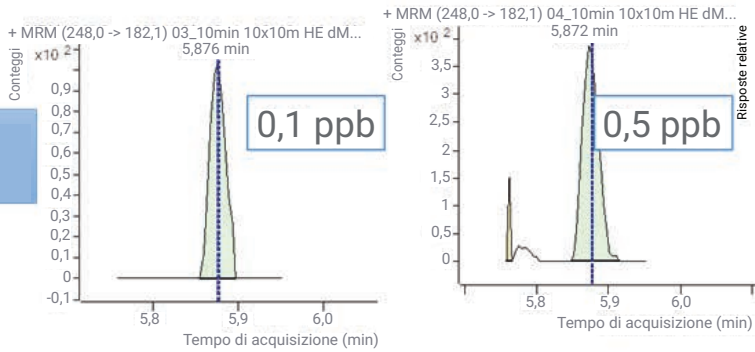 + MRM (248,0 -> 182,1) 03_10min 10x10m HE dM...
x10 2
5,876 min
Conteggi
0,9
0,8
0,7
0,6
0,5
0,4
0,3
0,2
0,1
0
-0,1
0,1 ppb
5,8
5,9
6,0
Tempo di acquisizione (min)
+ MRM (248,0 -> 182,1) 04_10min 10x10m HE dM...
x10 2
5,872 min
Conteggi
3,5
3
2,5
2
1,5
1
0,5
0
0,5 ppb
5,8
5,9
6,0
Tempo di acquisizione (min)
Risposte relative